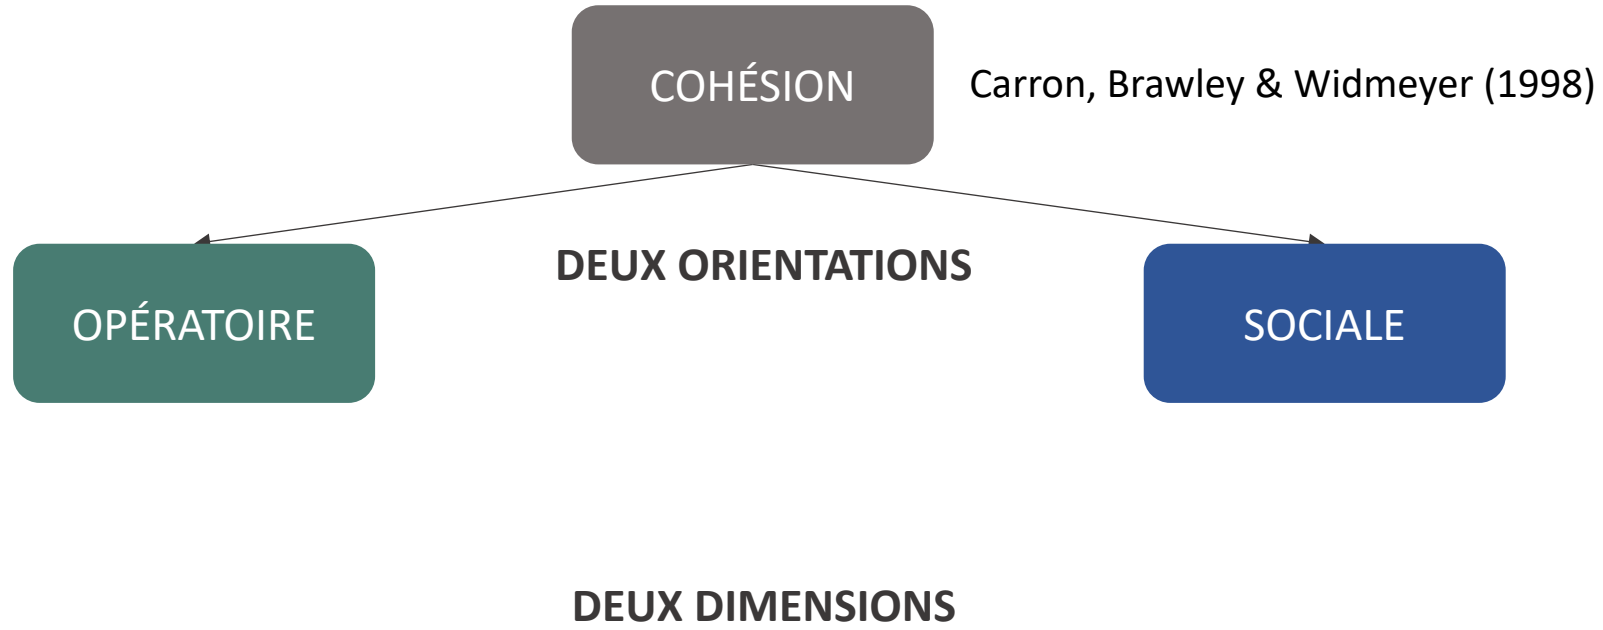 COHÉSION
Carron, Brawley & Widmeyer (1998)
DEUX ORIENTATIONS
OPÉRATOIRE
SOCIALE
DEUX DIMENSIONS